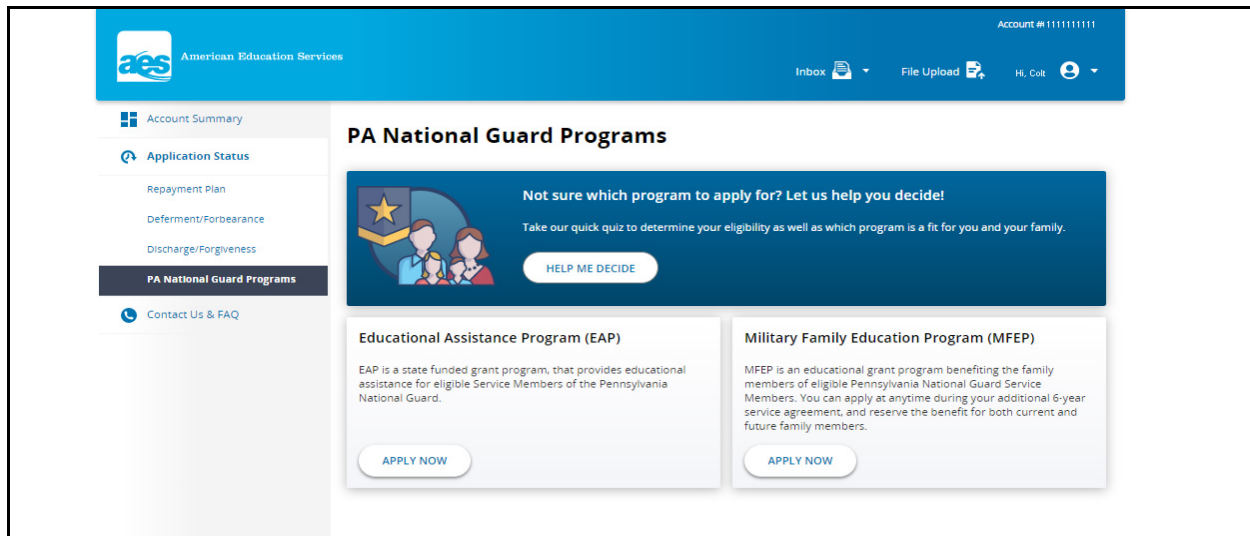 Account #1111111111
aes
American Education Services
Inbox
File Upload
Hi, Colt
Account Summary
Application Status
Repayment Plan
Deferment/Forbearance
Discharge/Forgiveness
PA National Guard Programs
Contact Us & FAQ
PA National Guard Programs
Not sure which program to apply for? Let us help you decide!
Take our quick quiz to determine your eligibility as well as which program is a fit for you and your family.
HELP ME DECIDE
Educational Assistance Program (EAP)
EAP is a state funded grant program, that provides educational
assistance for eligible Service Members of the Pennsylvania
National Guard.
APPLY NOW
Military Family Education Program (MFEP)
MFEP is an educational grant program benefiting the family
members of eligible Pennsylvania National Guard Service
Members. You can apply at anytime during your additional 6-year
service agreement, and reserve the benefit for both current and
future family members.
APPLY NOW